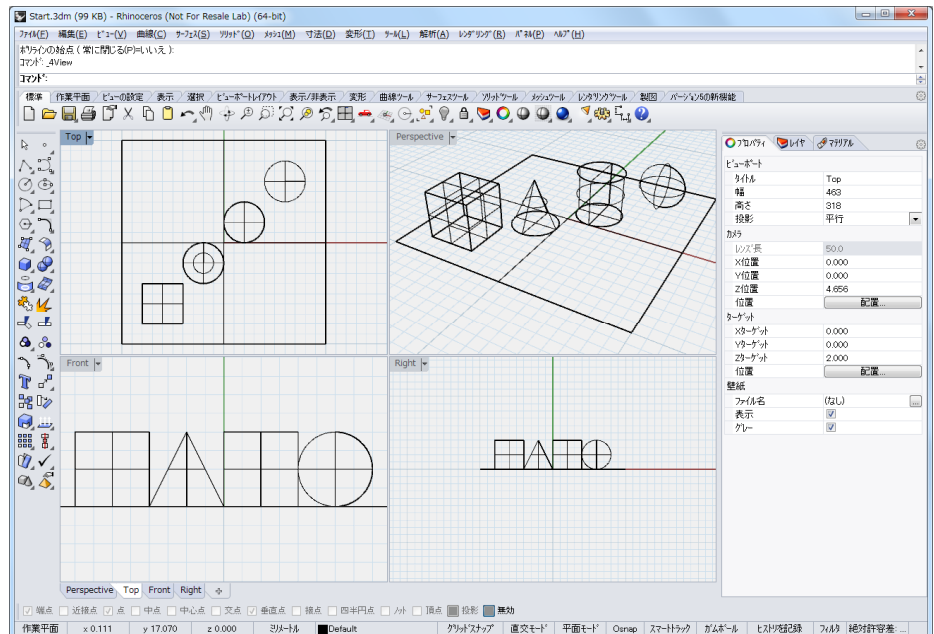 Start.3dm (99 KB) - Rhinoceros (Not For Resale Lab) (64-bit)
ﾌｧｲﾙ(F) 編集(E) ﾋﾞｭｰ(V) 曲線(C) ｻｰﾌｪｽ(S) ｿﾘｯﾄﾞ(O) ﾒｯｼｭ(M) 寸法(D) 変形(T) ﾂｰﾙ(L) 解析(A) ﾚﾝﾀﾞﾘﾝｸﾞ(R) ﾊﾟﾈﾙ(P) ﾍﾙﾌﾟ(H)
ﾎﾟﾘﾗｲﾝの始点 ( 常に閉じる(P)=いいえ ):
ｺﾏﾝﾄﾞ: _4View
ｺﾏﾝﾄﾞ:
標準 作業平面 ﾋﾞｭｰの設定 表示 選択 ﾋﾞｭｰﾎﾟｰﾄﾚｲｱｳﾄ 表示/非表示 変形 曲線ﾂｰﾙ ｻｰﾌｪｽﾂｰﾙ ｿﾘｯﾄﾞﾂｰﾙ ﾒｯｼｭﾂｰﾙ ﾚﾝﾀﾞﾘﾝｸﾞﾂｰﾙ 製図 ﾊﾞｰｼﾞｮﾝ5の新機能
Top
Perspective
ﾌﾟﾛﾊﾟﾃｨ ﾚｲﾔ ﾏﾃﾘｱﾙ
ﾋﾞｭｰﾎﾟｰﾄ
ﾀｲﾄﾙ Top
幅 463
高さ 318
投影 平行
ｶﾒﾗ
ﾚﾝｽﾞ長 50.0
X位置 0.000
Y位置 0.000
Z位置 4.656
位置 配置...
ﾀｰｹﾞｯﾄ
Xﾀｰｹﾞｯﾄ 0.000
Yﾀｰｹﾞｯﾄ 0.000
Zﾀｰｹﾞｯﾄ 2.000
位置 配置...
壁紙
ﾌｧｲﾙ名 (なし) ...
表示
ｸﾞﾚｰ
Front
Right
Perspective Top Front Right
端点 近接点 点 中点 中心点 交点 垂直点 接点 四半円点 ﾉｯﾄ 頂点 投影 無効
作業平面 x 0.111 y 17.070 z 0.000 ﾐﾘﾒｰﾄﾙ Default ｸﾞﾘｯﾄﾞｽﾅｯﾌﾟ 直交ﾓｰﾄﾞ 平面ﾓｰﾄﾞ Osnap ｽﾏｰﾄﾄﾗｯｸ ｶﾞﾑﾎﾞｰﾙ ﾋｽﾄﾘを記録 ﾌｨﾙﾀ 絶対許容差: ...